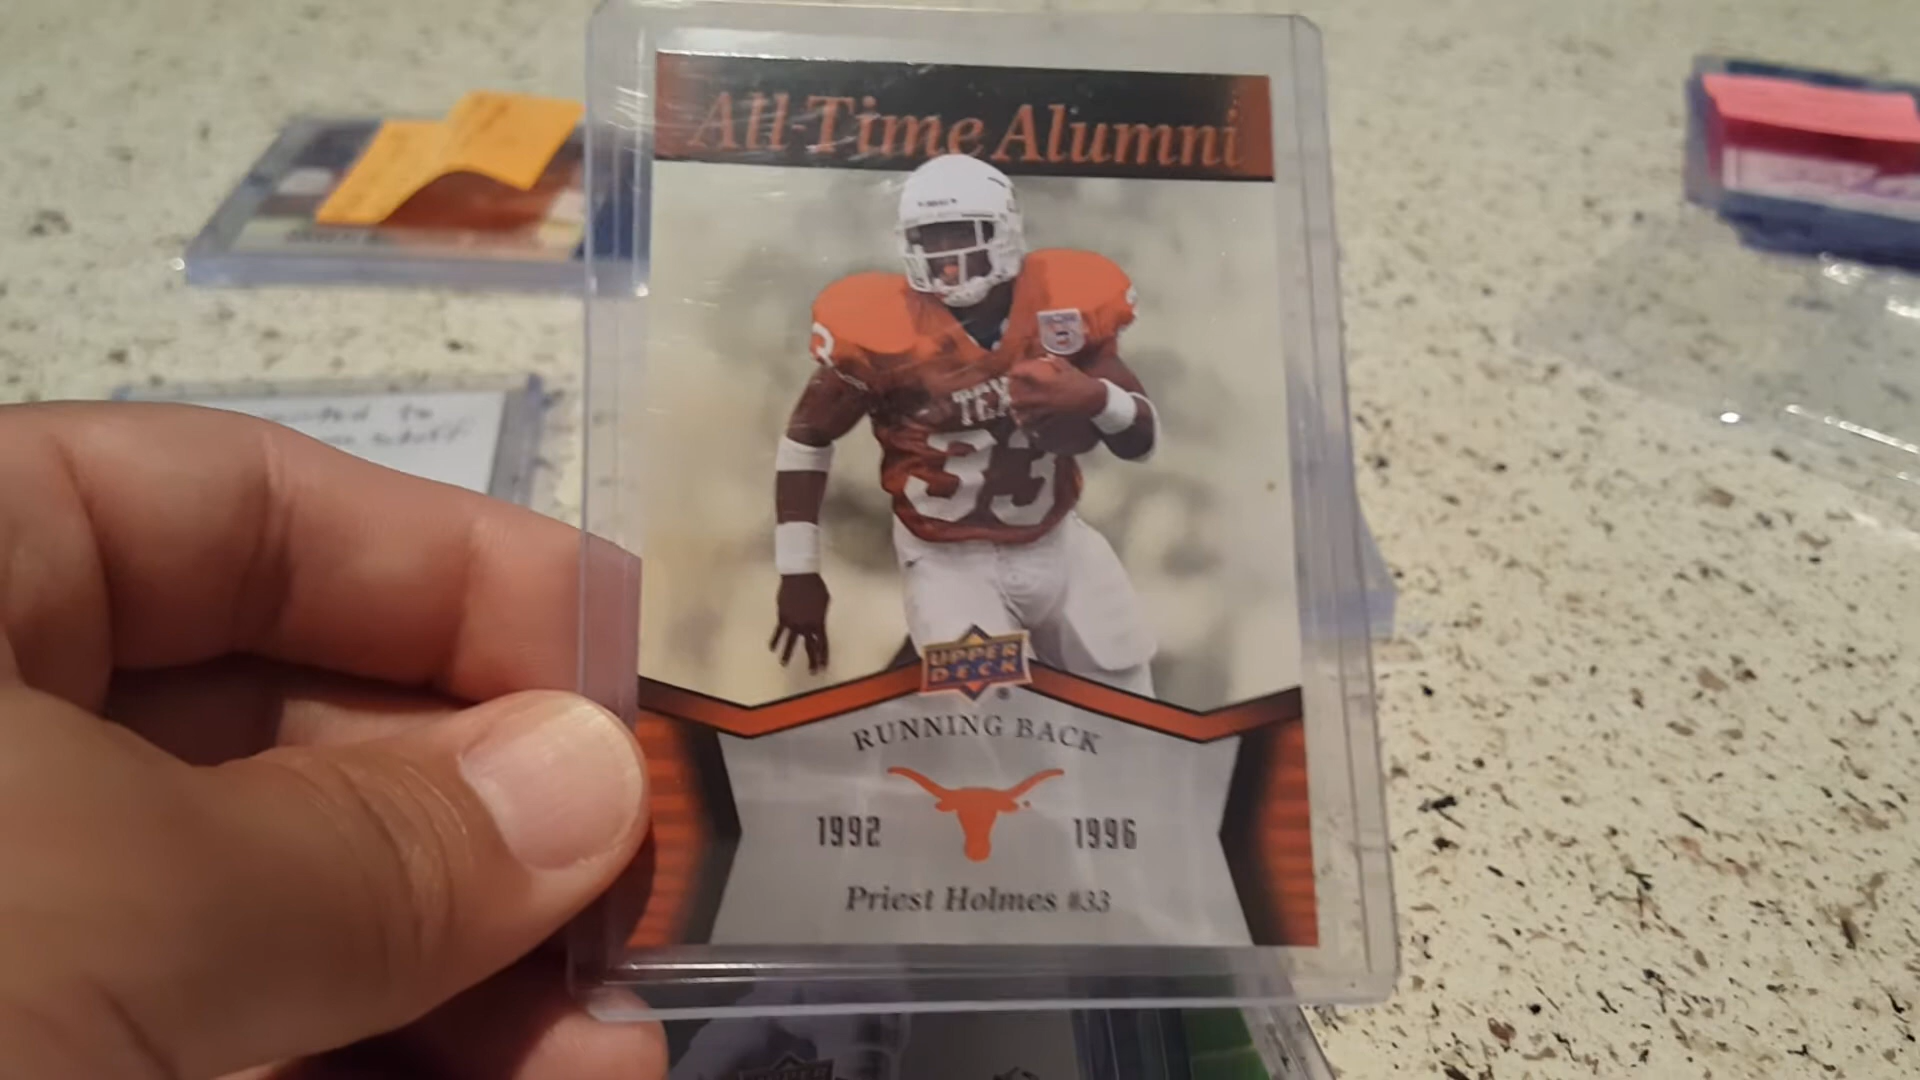 All-Time Alumni
TEX
33
UPPER
DECK
®
RUNNING BACK
1992
1996
Priest Holmes #33